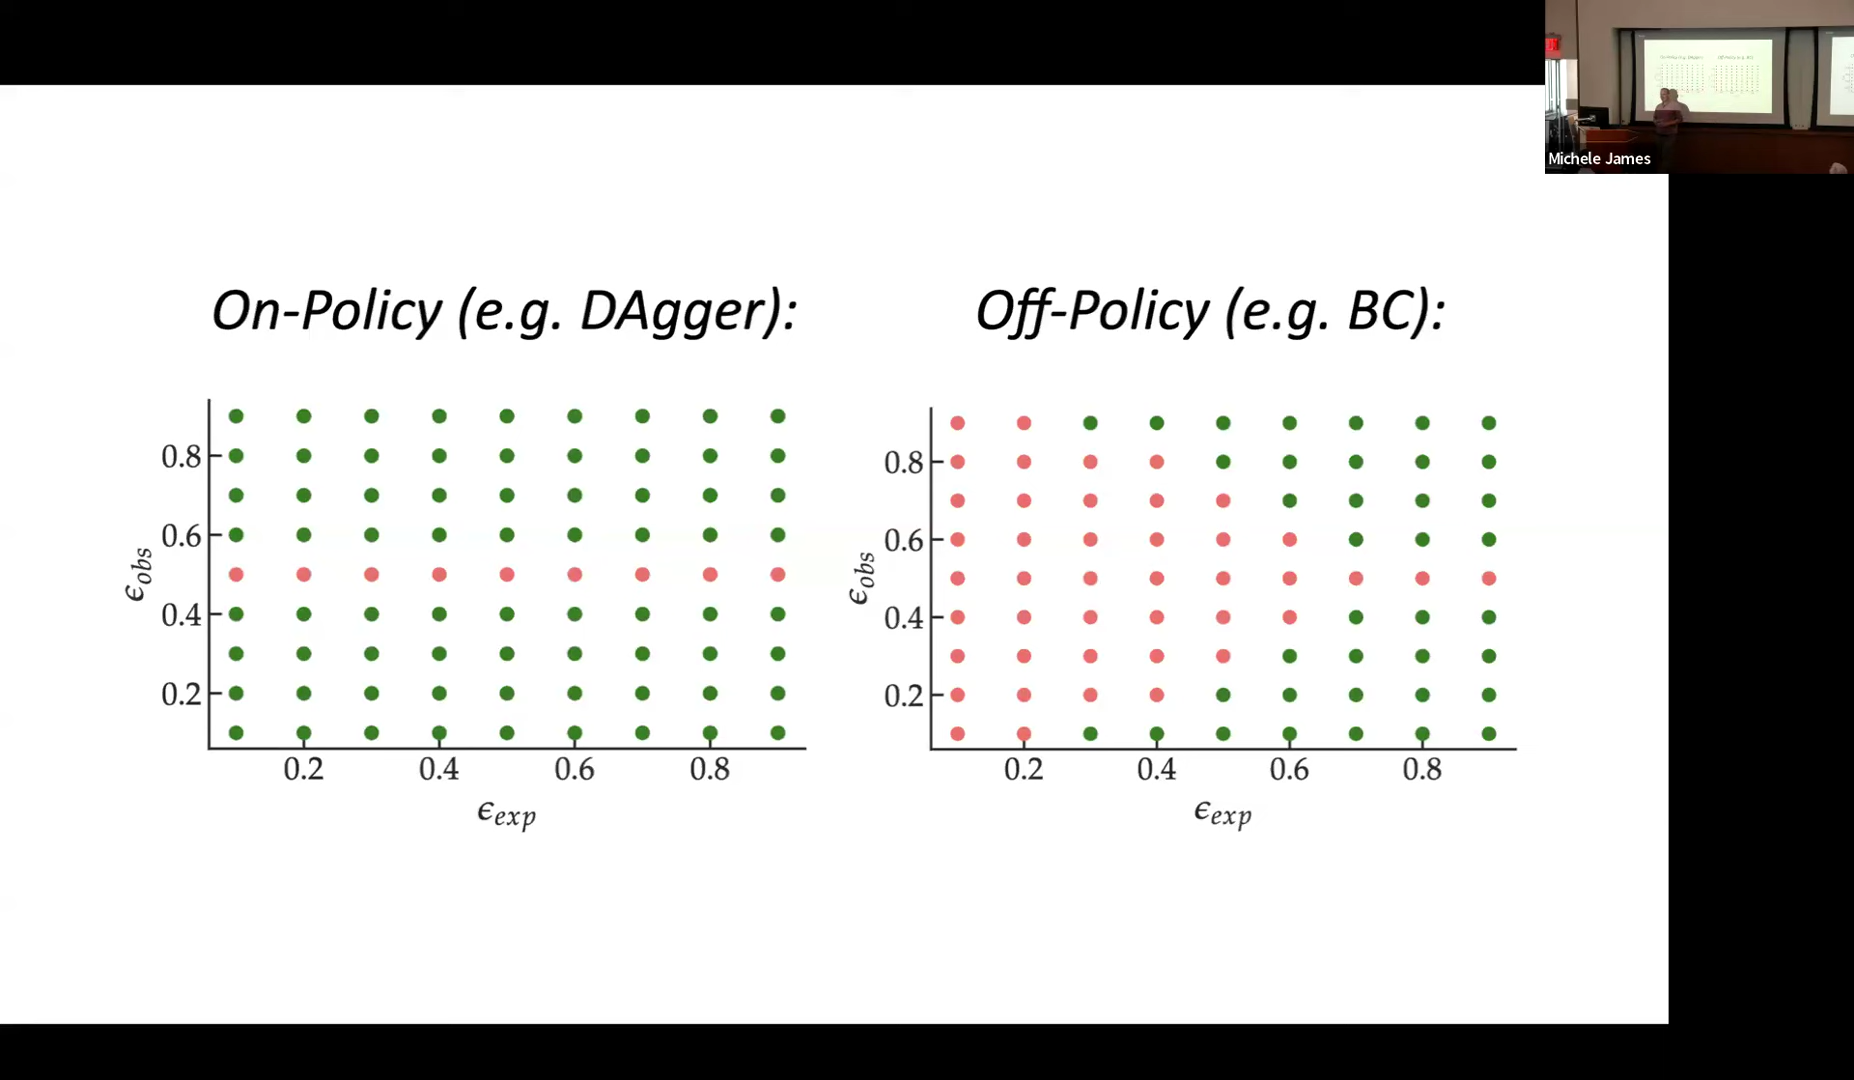 Michele James
On-Policy (e.g. DAgger):
Off-Policy (e.g. BC):
0.8
0.6
0.4
0.2
ϵobs
0.2 0.4 0.6 0.8
ϵexp
0.8
0.6
0.4
0.2
ϵobs
0.2 0.4 0.6 0.8
ϵexp